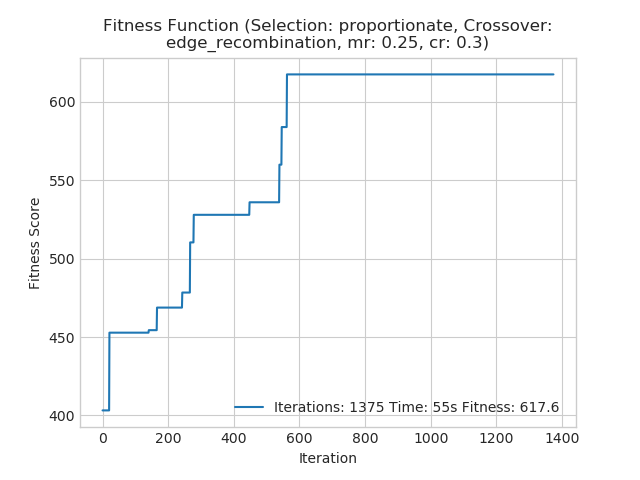 Fitness Function (Selection: proportionate, Crossover:
edge_recombination, mr: 0.25, cr: 0.3)
600
550
500
450
400
Fitness Score
Iterations: 1375 Time: 55s Fitness: 617.6
0 200 400 600 800 1000 1200 1400
Iteration